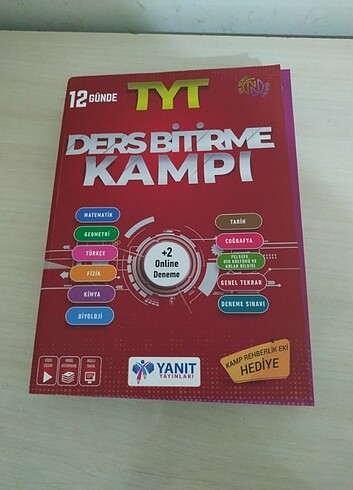 12 GÜNDE
TYT
DERS BİTİRME
KAMPI
MATEMATİK
GEOMETRİ
TÜRKÇE
FİZİK
KİMYA
BİYOLOJİ
+2
Online
Deneme
TARİH
COĞRAFYA
FELSEFE
DİN KÜLTÜRÜ VE
AHLAK BİLGİSİ
GENEL TEKRAR
DENEME SINAVI
YANIT
YAYINLARI
KAMP REHBERLİK EKİ
HEDİYE